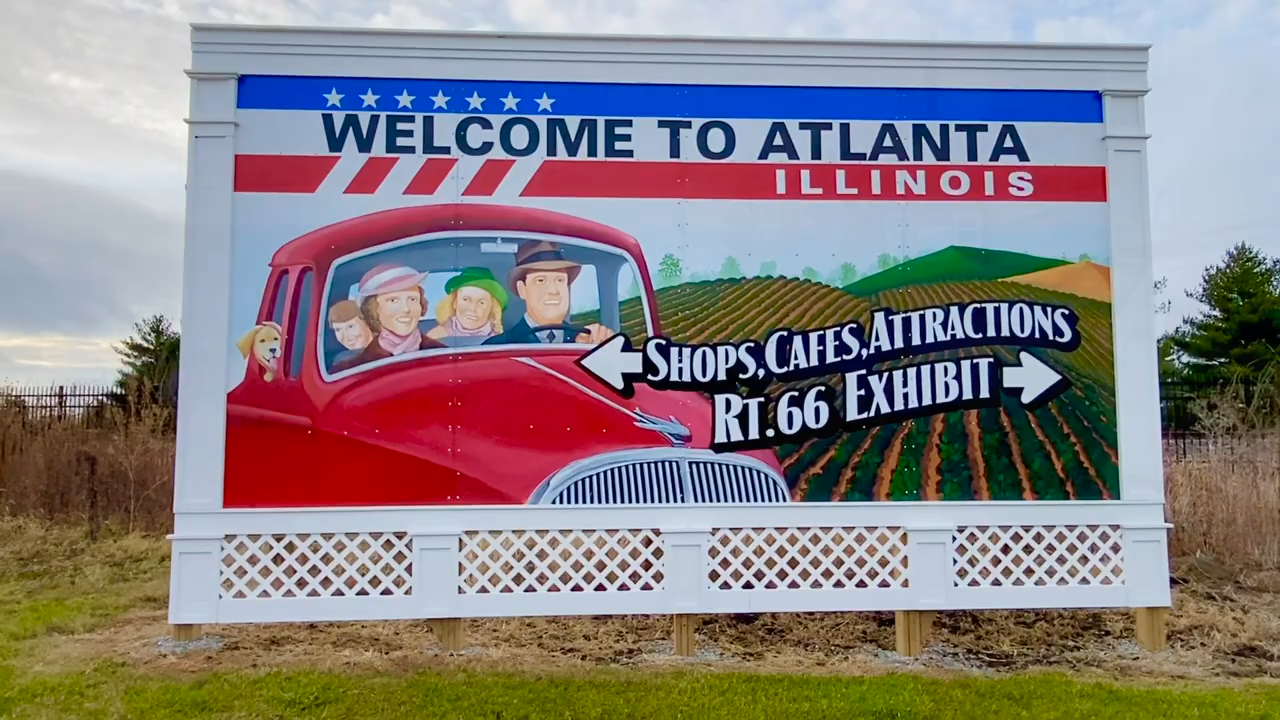 WELCOME TO ATLANTA
ILLINOIS
SHOPS, CAFES, ATTRACTIONS
RT. 66 EXHIBIT